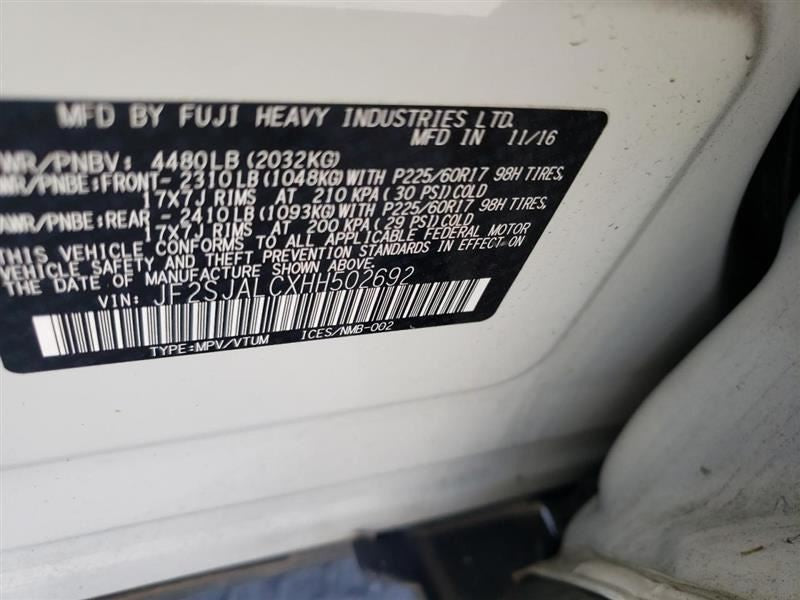 MFD BY FUJI HEAVY INDUSTRIES LTD.
MFD IN 11/16
WR/PNBV: 4480LB (2032KG)
WR/PNBE:FRONT- 2310 LB (1048KG) WITH P225/60R17 98H TIRES,
17X7J RIMS AT 210 KPA (30 PSI) COLD
AWR/PNBE:REAR - 2410 LB (1093KG) WITH P225/60R17 98H TIRES,
17X7J RIMS AT 200 KPA (29 PSI) COLD
THIS VEHICLE CONFORMS TO ALL APPLICABLE FEDERAL MOTOR
VEHICLE SAFETY AND THEFT PREVENTION STANDARDS IN EFFECT ON
THE DATE OF MANUFACTURE SHOWN ABOVE.
VIN: JF2SJALCXHH502692
TYPE:MPV/VTUM ICES/NMB-002